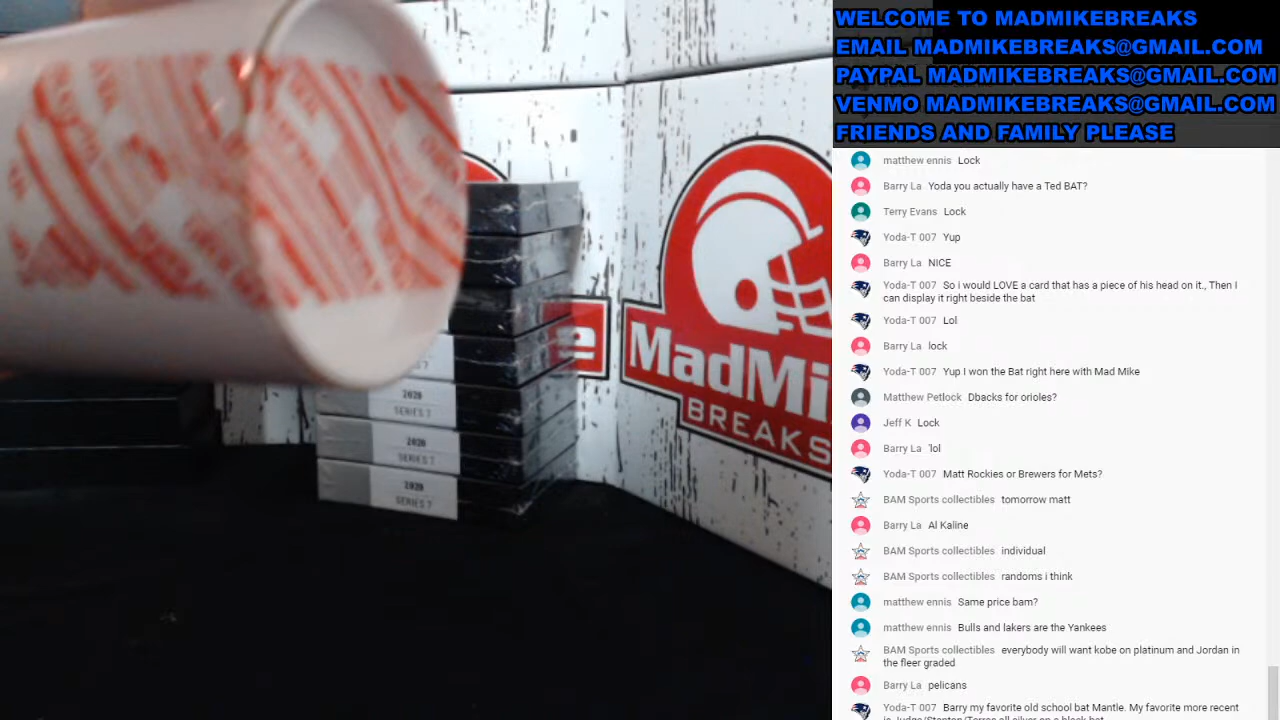 WELCOME TO MADMIKEBREAKS
EMAIL MADMIKEBREAKS@GMAIL.COM
PAYPAL MADMIKEBREAKS@GMAIL.COM
VENMO MADMIKEBREAKS@GMAIL.COM
FRIENDS AND FAMILY PLEASE
matthew ennis Lock
Barry La Yoda you actually have a Ted BAT?
Terry Evans Lock
Yoda-T 007 Yup
Barry La NICE
Yoda-T 007 So i would LOVE a card that has a piece of his head on it., Then I
can display it right beside the bat
Yoda-T 007 Lol
Barry La lock
Yoda-T 007 Yup I won the Bat right here with Mad Mike
Matthew Petlock Dbacks for orioles?
Jeff K Lock
Barry La 'lol
Yoda-T 007 Matt Rockies or Brewers for Mets?
BAM Sports collectibles tomorrow matt
Barry La Al Kaline
BAM Sports collectibles individual
BAM Sports collectibles randoms i think
matthew ennis Same price bam?
matthew ennis Bulls and lakers are the Yankees
BAM Sports collectibles everybody will want kobe on platinum and Jordan in
the fleer graded
Barry La pelicans
Yoda-T 007 Barry my favorite old school bat Mantle. My favorite more recent
MadMi
BREAKS
e
2020
SERIES 7
2020
SERIES 7
2020
SERIES 7